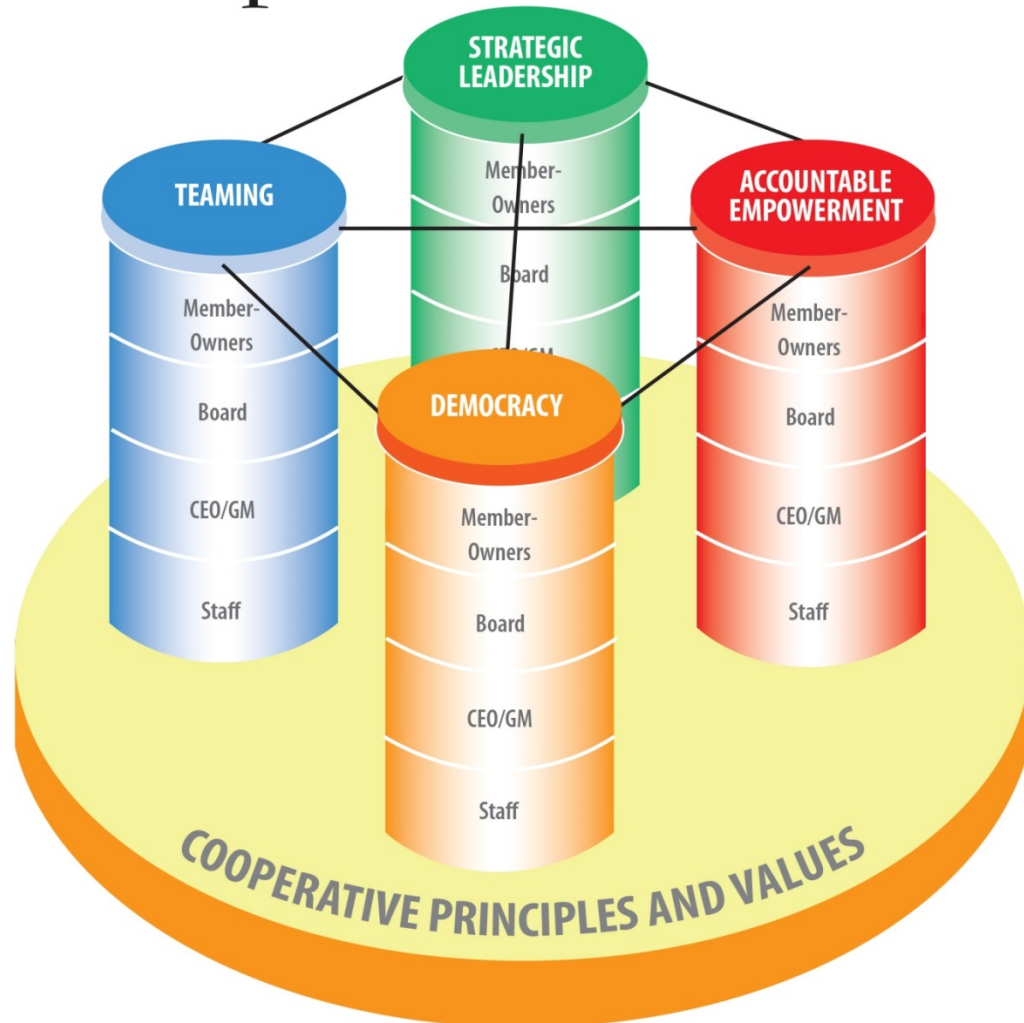 STRATEGIC
LEADERSHIP
Member-
Owners
Board
TEAMING
Member-
Owners
Board
CEO/GM
Staff
ACCOUNTABLE
EMPOWERMENT
Member-
Owners
Board
CEO/GM
Staff
DEMOCRACY
Member-
Owners
Board
CEO/GM
Staff
COOPERATIVE PRINCIPLES AND VALUES